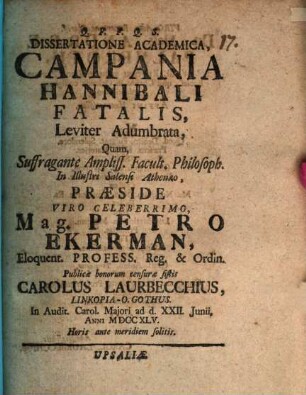 Q. P. P. Q. S.
17.
DISSERTATIONE ACADEMICA,
CAMPANIA
HANNIBALI
FATALIS,
Leviter Adumbrata,
Quam,
Suffragante Ampliss. Facult, Philosoph.
In Illustri Salensi Athenæo,
PRÆSIDE
VIRO CELEBERRIMO,
Mag. PETRO
EKERMAN,
Eloquent. PROFESS. Reg, & Ordin.
Publicæ bonorum censuræ sistit
CAROLUS LAURBECCHIUS,
LINKOPIA-O. GOTHUS.
In Audit. Carol. Majori ad d. XXII. Junii,
ANNI MDCCXLV.
Horis ante meridiem solitis.
UPSALIÆ